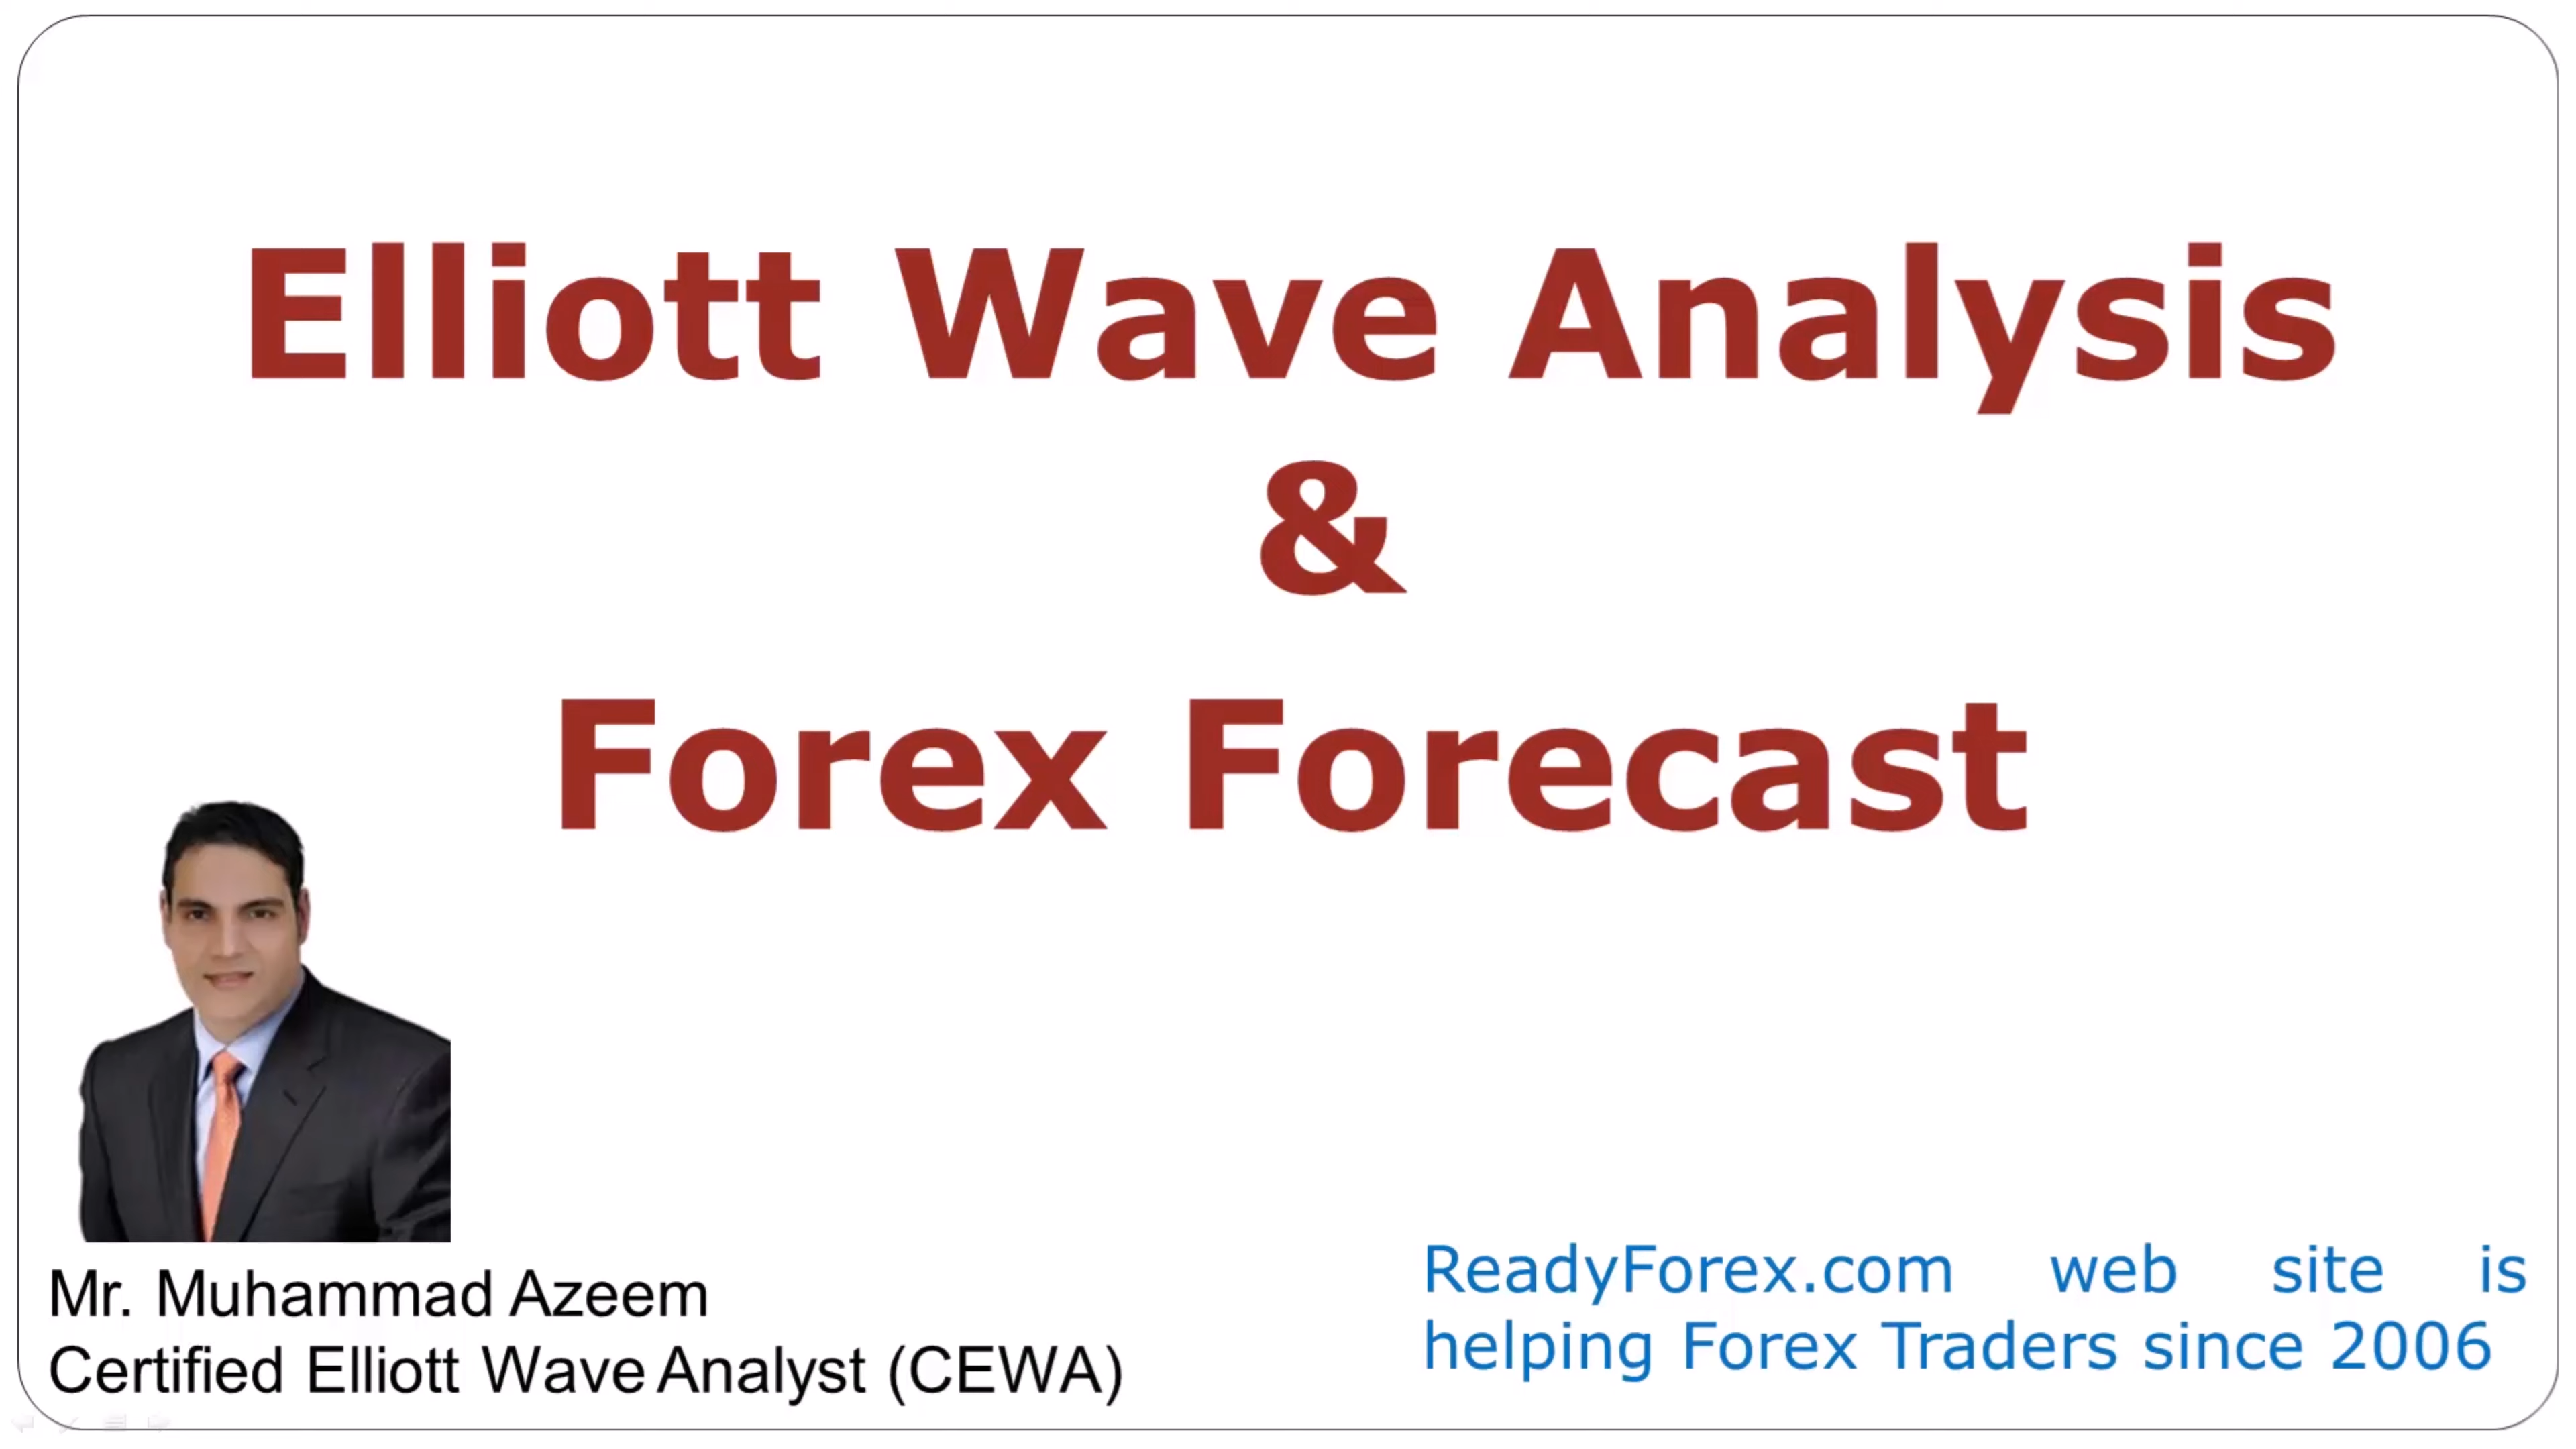 Elliott Wave Analysis
&
Forex Forecast
Mr. Muhammad Azeem
Certified Elliott Wave Analyst (CEWA)
ReadyForex.com web site is
helping Forex Traders since 2006